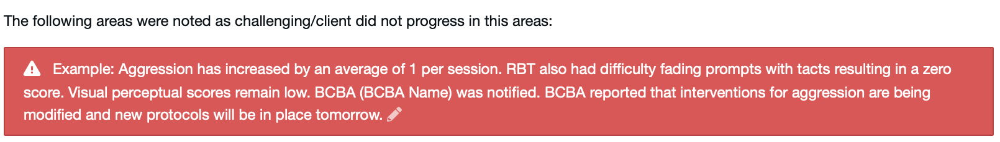 The following areas were noted as challenging/client did not progress in this areas:
Example: Aggression has increased by an average of 1 per session. RBT also had difficulty fading prompts with tacts resulting in a zero
score. Visual perceptual scores remain low. BCBA (BCBA Name) was notified. BCBA reported that interventions for aggression are being
modified and new protocols will be in place tomorrow.